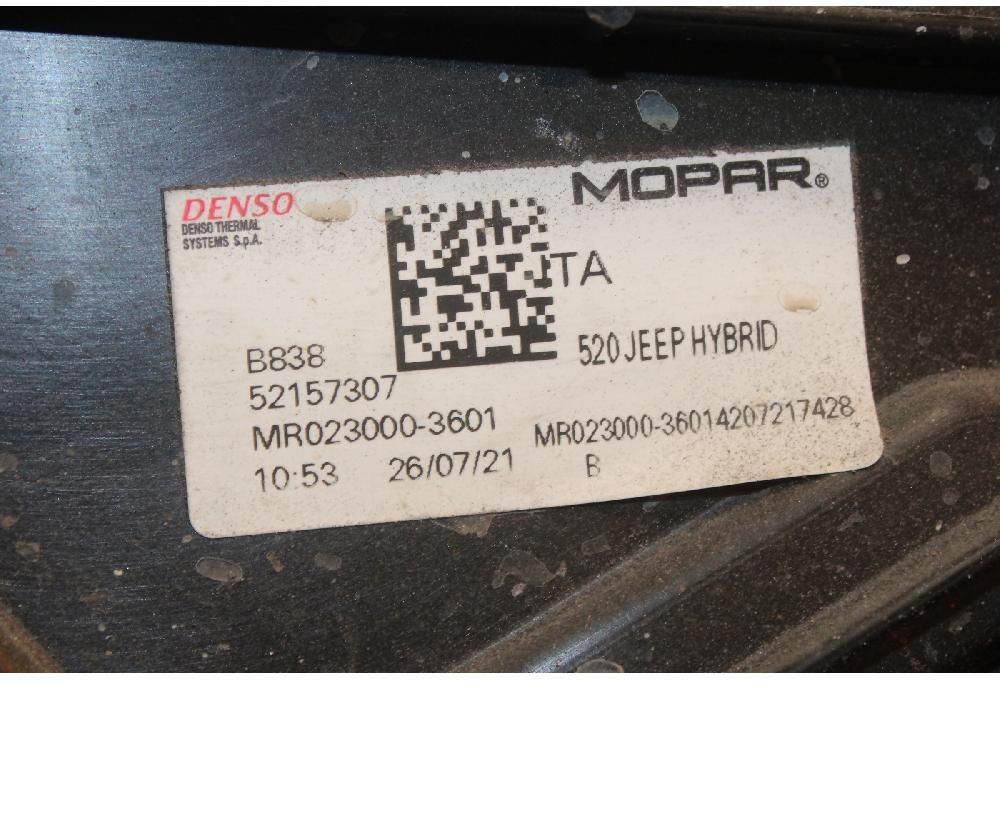 DENSO
DENSO THERMAL
SYSTEMS S.p.A.
MOPAR®
TA
B838
520 JEEP HYBRID
52157307
MR023000-3601
MR023000-36014207217428
10:53 26/07/21
B